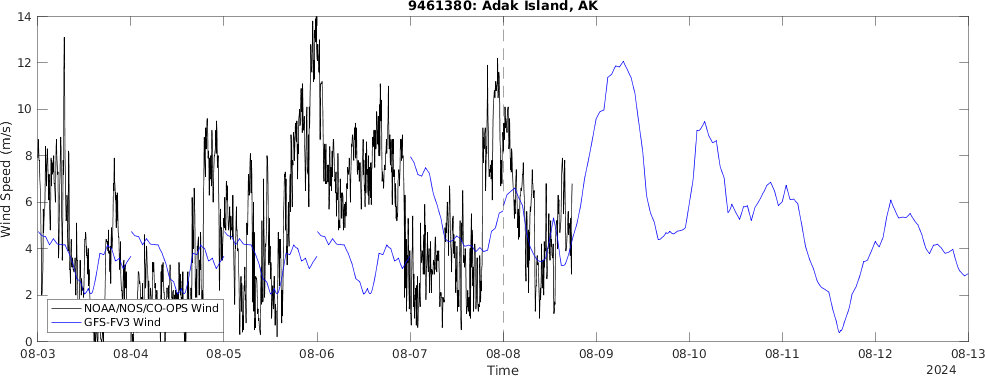 9461380: Adak Island, AK
Wind Speed (m/s)
14
12
10
8
6
4
2
0
NOAA/NOS/CO-OPS Wind
GFS-FV3 Wind
08-03 08-04 08-05 08-06 08-07 08-08 08-09 08-10 08-11 08-12 08-13
Time
2024